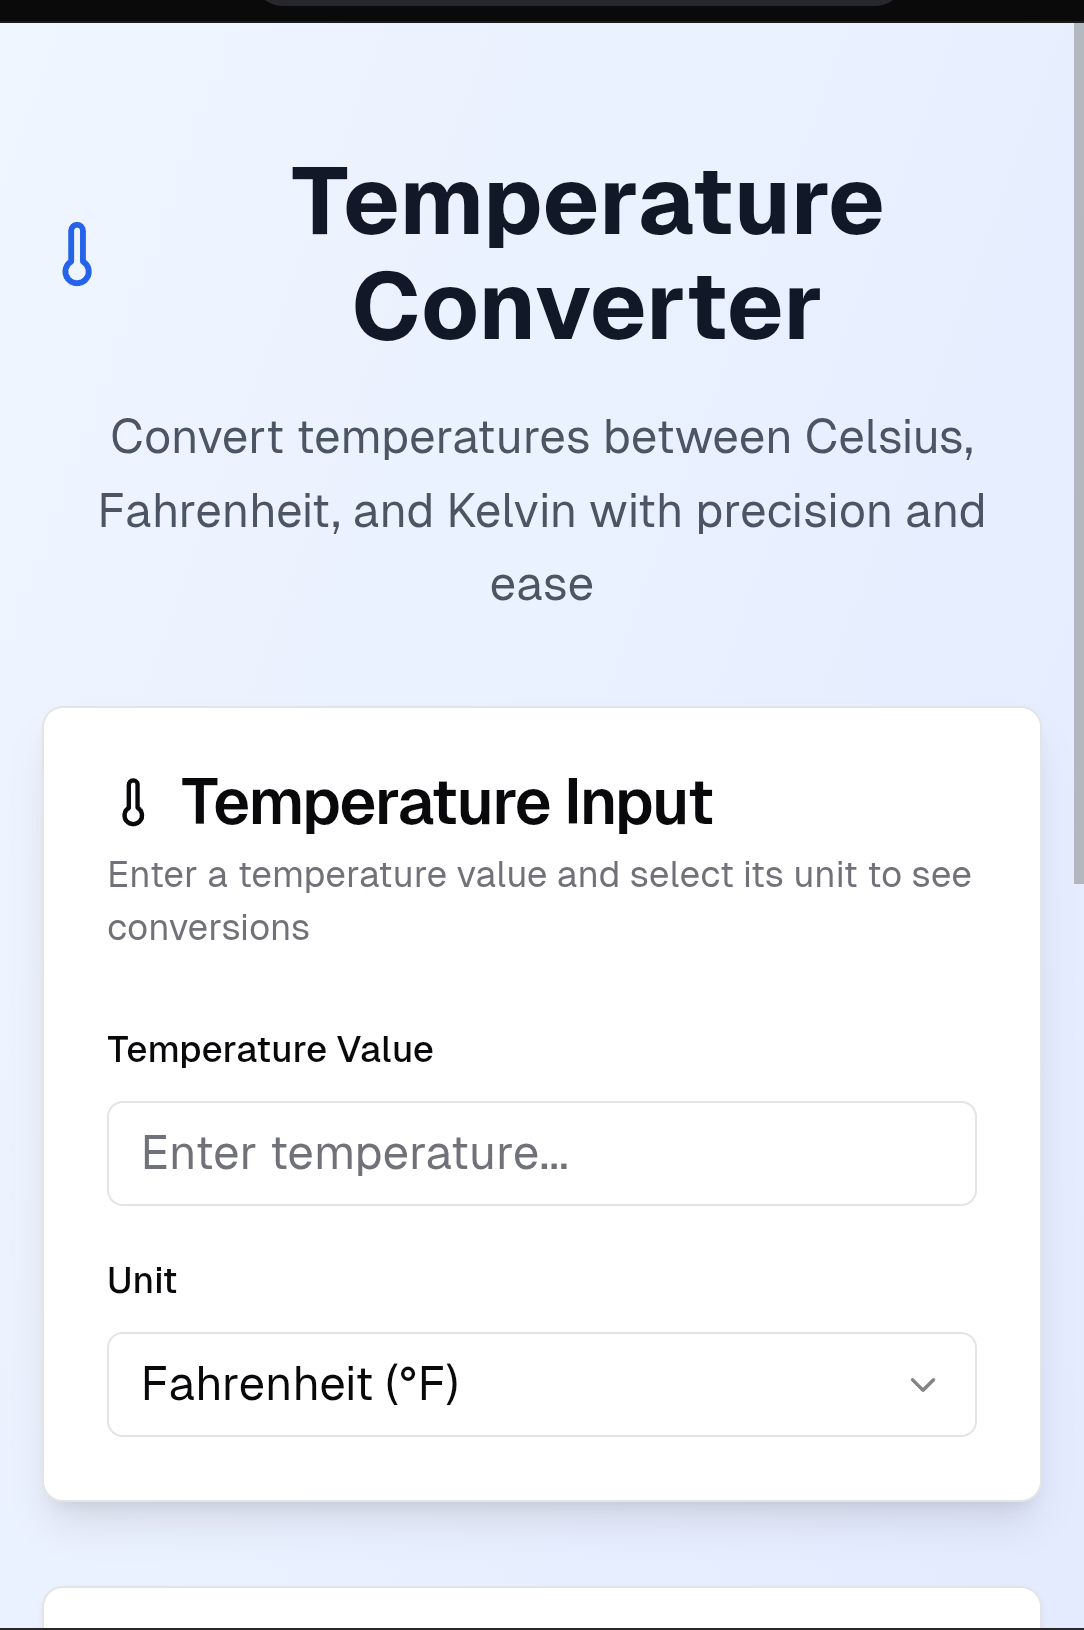 Temperature
Converter
Convert temperatures between Celsius,
Fahrenheit, and Kelvin with precision and
ease
Temperature Input
Enter a temperature value and select its unit to see
conversions
Temperature Value
Enter temperature...
Unit
Fahrenheit (°F)